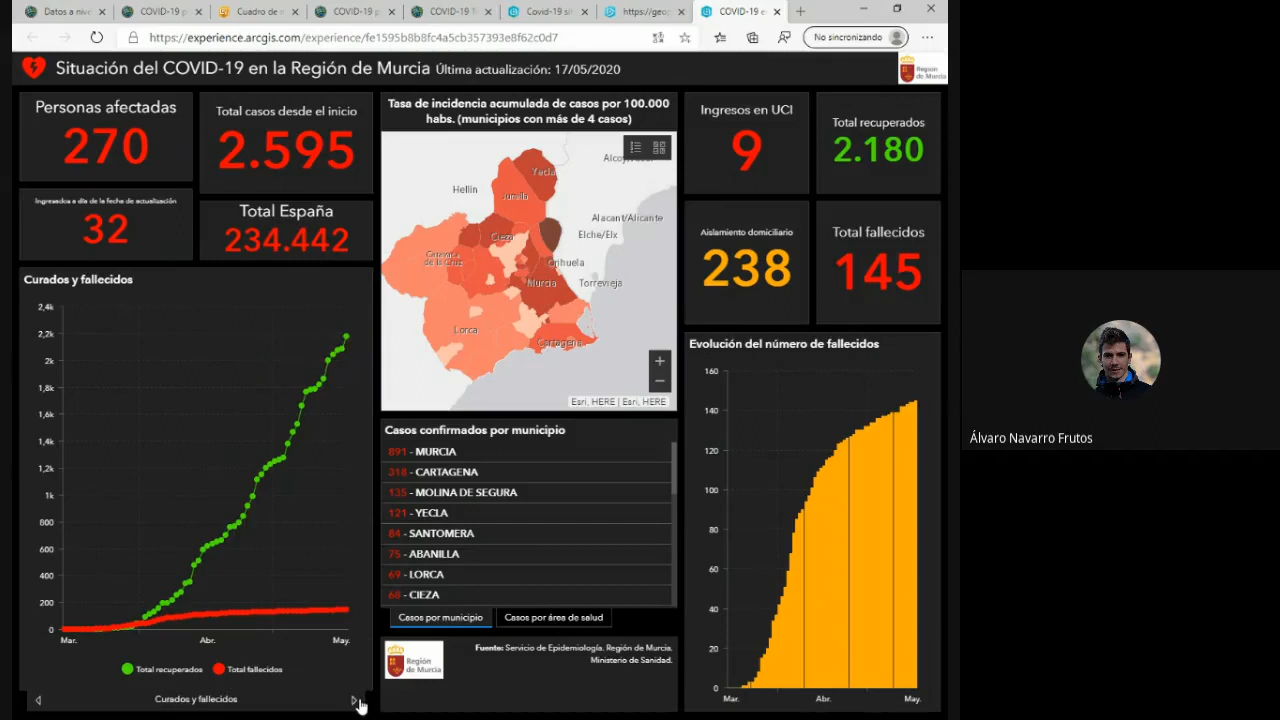 Datos a nive
COVID-19 p
Cuadro de s
COVID-19 p
COVID-19 T
Covid-19 sit
https://geop
COVID-19 e
https://experience.arcgis.com/experience/fe1595b8b8fc4a5cb357393e8f62c0d7
No sincronizando
Situación del COVID-19 en la Región de Murcia Última actualización: 17/05/2020
Región de Murcia
Personas afectadas
270
Total casos desde el inicio
2.595
Ingresados a día de la fecha de actualización
32
Total España
234.442
Tasa de incidencia acumulada de casos por 100.000
habs. (municipios con más de 4 casos)
Yecla
Hellín
Jumilla
Alacant/Alicante
Elche/Elx
Cieza
Caravaca
de la Cruz
Orihuela
Murcia
Torrevieja
Lorca
Cartagena
+
−
Esri, HERE | Esri, HERE
Ingresos en UCI
9
Total recuperados
2.180
Aislamiento domiciliario
238
Total fallecidos
145
Curados y fallecidos
2,4k
2,2k
2k
1,8k
1,6k
1,4k
1,2k
1k
800
600
400
200
0
Mar. Abr. May.
Total recuperados Total fallecidos
Curados y fallecidos
Casos confirmados por municipio
891 - MURCIA
318 - CARTAGENA
135 - MOLINA DE SEGURA
121 - YECLA
84 - SANTOMERA
75 - ABANILLA
69 - LORCA
68 - CIEZA
Casos por municipio Casos por área de salud
Región de Murcia
Fuente: Servicio de Epidemiología. Región de Murcia.
Ministerio de Sanidad.
Evolución del número de fallecidos
160
140
120
100
80
60
40
20
0
Mar. Abr. May.
Álvaro Navarro Frutos